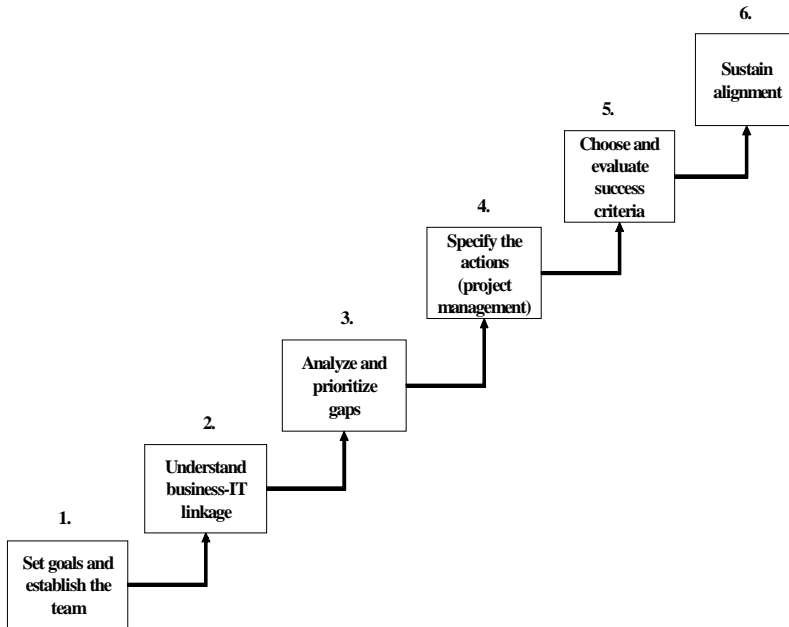 1.
Set goals and
establish the
team
2.
Understand
business-IT
linkage
3.
Analyze and
prioritize
gaps
4.
Specify the
actions
(project
management)
5.
Choose and
evaluate
success
criteria
6.
Sustain
alignment